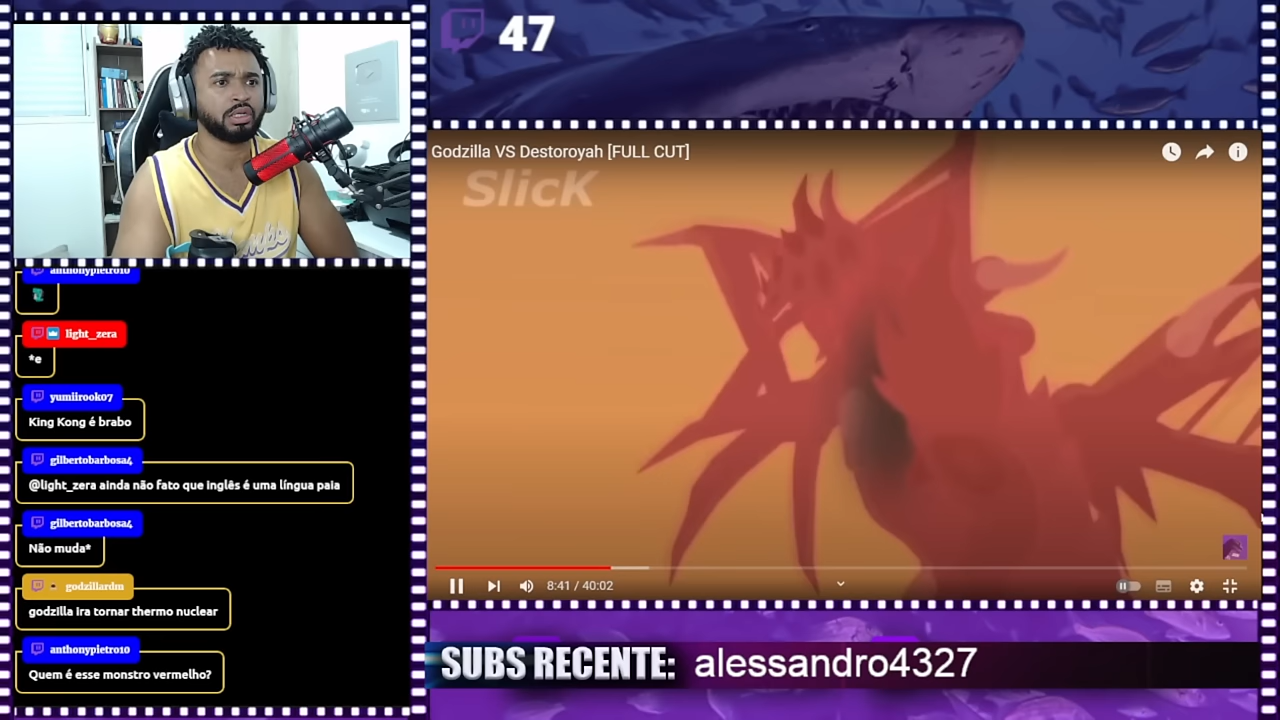 47
Godzilla VS Destoroyah [FULL CUT]
SlicK
anthonypietro10
light_zera
*e
yumiirook07
King Kong é brabo
gilbertobarbosa4
@light_zera ainda não fato que inglês é uma língua paia
gilbertobarbosa4
Não muda*
godzillardm
godzilla ira tornar thermo nuclear
anthonypietro10
Quem é esse monstro vermelho?
8:41 / 40:02
SUBS RECENTE: alessandro4327